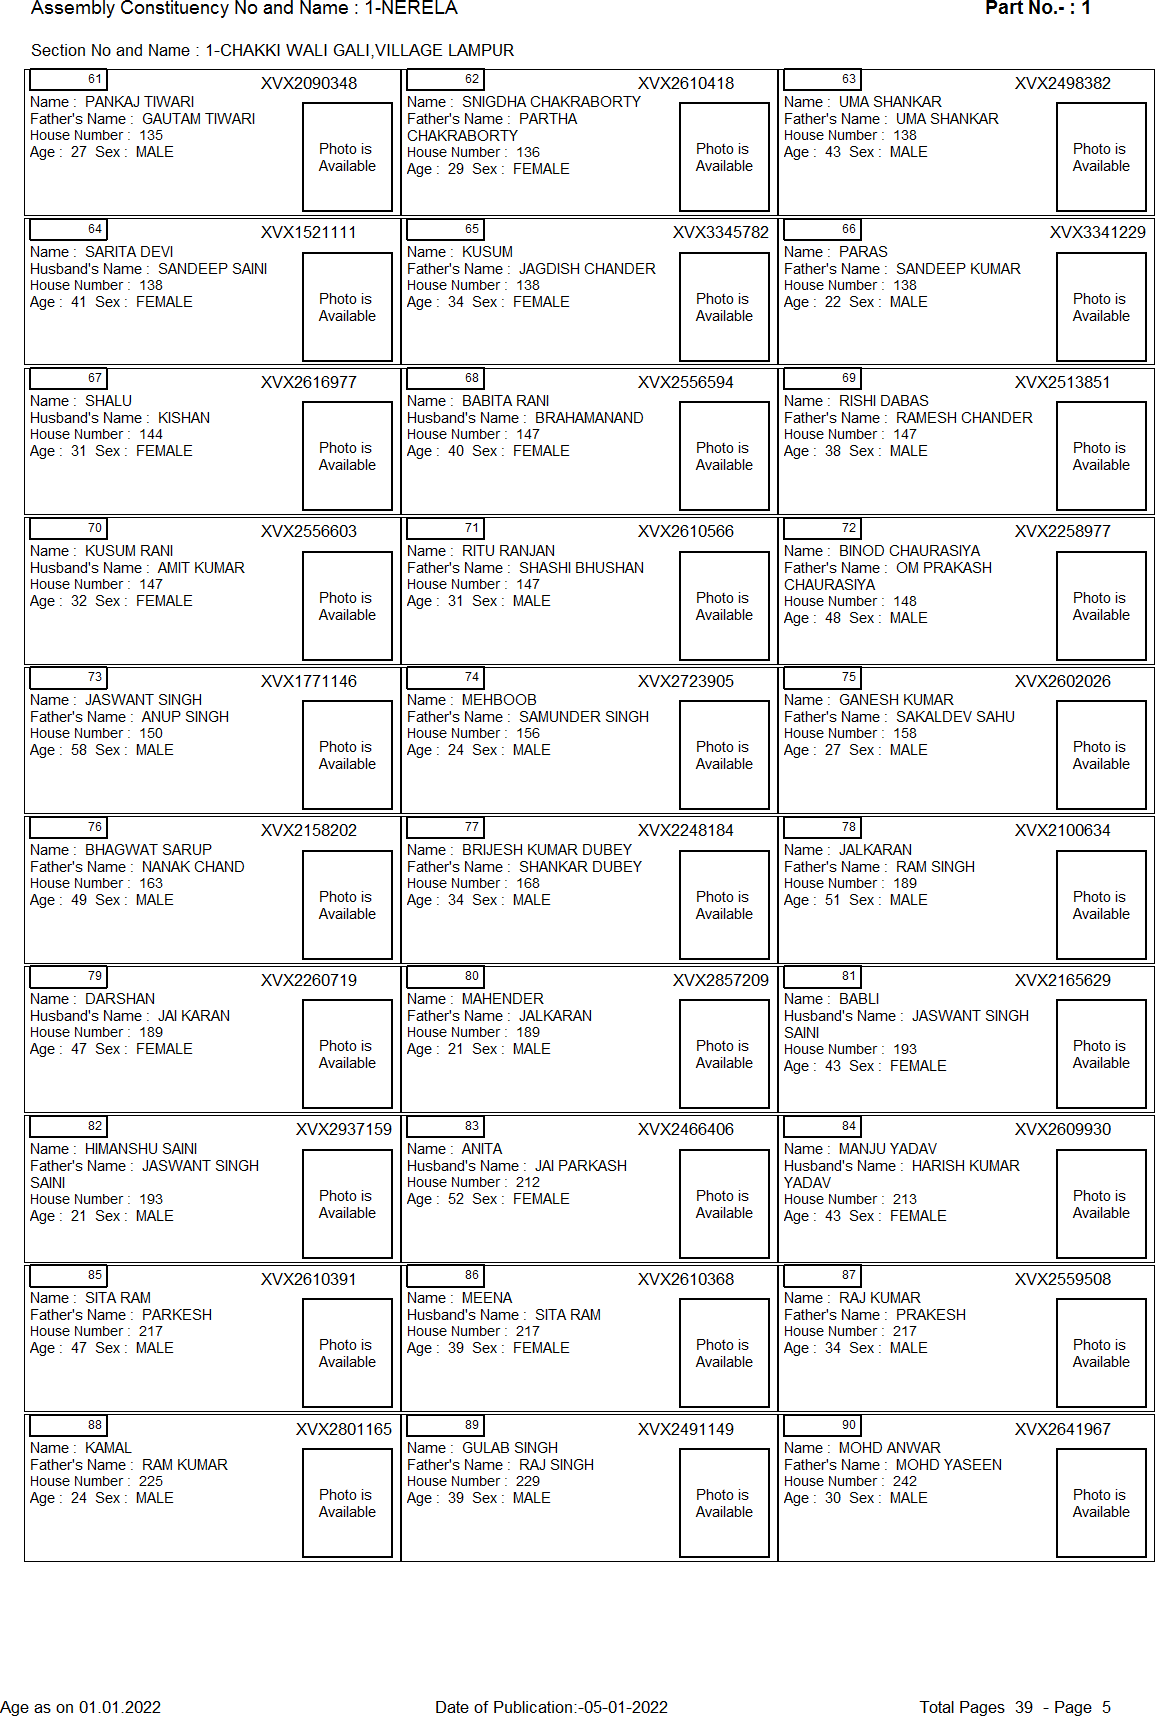 Assembly Constituency No and Name : 1-NERELA
Part No.- : 1
Section No and Name : 1-CHAKKI WALI GALI,VILLAGE LAMPUR
61 XVX2090348
Name : PANKAJ TIWARI
Father's Name : GAUTAM TIWARI
House Number : 135
Age : 27 Sex : MALE
Photo is
Available
62 XVX2610418
Name : SNIGDHA CHAKRABORTY
Father's Name : PARTHA
CHAKRABORTY
House Number : 136
Age : 29 Sex : FEMALE
Photo is
Available
63 XVX2498382
Name : UMA SHANKAR
Father's Name : UMA SHANKAR
House Number : 138
Age : 43 Sex : MALE
Photo is
Available
64 XVX1521111
Name : SARITA DEVI
Husband's Name : SANDEEP SAINI
House Number : 138
Age : 41 Sex : FEMALE
Photo is
Available
65 XVX3345782
Name : KUSUM
Father's Name : JAGDISH CHANDER
House Number : 138
Age : 34 Sex : FEMALE
Photo is
Available
66 XVX3341229
Name : PARAS
Father's Name : SANDEEP KUMAR
House Number : 138
Age : 22 Sex : MALE
Photo is
Available
67 XVX2616977
Name : SHALU
Husband's Name : KISHAN
House Number : 144
Age : 31 Sex : FEMALE
Photo is
Available
68 XVX2556594
Name : BABITA RANI
Husband's Name : BRAHAMANAND
House Number : 147
Age : 40 Sex : FEMALE
Photo is
Available
69 XVX2513851
Name : RISHI DABAS
Father's Name : RAMESH CHANDER
House Number : 147
Age : 38 Sex : MALE
Photo is
Available
70 XVX2556603
Name : KUSUM RANI
Husband's Name : AMIT KUMAR
House Number : 147
Age : 32 Sex : FEMALE
Photo is
Available
71 XVX2610566
Name : RITU RANJAN
Father's Name : SHASHI BHUSHAN
House Number : 147
Age : 31 Sex : MALE
Photo is
Available
72 XVX2258977
Name : BINOD CHAURASIYA
Father's Name : OM PRAKASH
CHAURASIYA
House Number : 148
Age : 48 Sex : MALE
Photo is
Available
73 XVX1771146
Name : JASWANT SINGH
Father's Name : ANUP SINGH
House Number : 150
Age : 58 Sex : MALE
Photo is
Available
74 XVX2723905
Name : MEHBOOB
Father's Name : SAMUNDER SINGH
House Number : 156
Age : 24 Sex : MALE
Photo is
Available
75 XVX2602026
Name : GANESH KUMAR
Father's Name : SAKALDEV SAHU
House Number : 158
Age : 27 Sex : MALE
Photo is
Available
76 XVX2158202
Name : BHAGWAT SARUP
Father's Name : NANAK CHAND
House Number : 163
Age : 49 Sex : MALE
Photo is
Available
77 XVX2248184
Name : BRIJESH KUMAR DUBEY
Father's Name : SHANKAR DUBEY
House Number : 168
Age : 34 Sex : MALE
Photo is
Available
78 XVX2100634
Name : JALKARAN
Father's Name : RAM SINGH
House Number : 189
Age : 51 Sex : MALE
Photo is
Available
79 XVX2260719
Name : DARSHAN
Husband's Name : JAI KARAN
House Number : 189
Age : 47 Sex : FEMALE
Photo is
Available
80 XVX2857209
Name : MAHENDER
Father's Name : JALKARAN
House Number : 189
Age : 21 Sex : MALE
Photo is
Available
81 XVX2165629
Name : BABLI
Husband's Name : JASWANT SINGH
SAINI
House Number : 193
Age : 43 Sex : FEMALE
Photo is
Available
82 XVX2937159
Name : HIMANSHU SAINI
Father's Name : JASWANT SINGH
SAINI
House Number : 193
Age : 21 Sex : MALE
Photo is
Available
83 XVX2466406
Name : ANITA
Husband's Name : JAI PARKASH
House Number : 212
Age : 52 Sex : FEMALE
Photo is
Available
84 XVX2609930
Name : MANJU YADAV
Husband's Name : HARISH KUMAR
YADAV
House Number : 213
Age : 43 Sex : FEMALE
Photo is
Available
85 XVX2610391
Name : SITA RAM
Father's Name : PARKESH
House Number : 217
Age : 47 Sex : MALE
Photo is
Available
86 XVX2610368
Name : MEENA
Husband's Name : SITA RAM
House Number : 217
Age : 39 Sex : FEMALE
Photo is
Available
87 XVX2559508
Name : RAJ KUMAR
Father's Name : PRAKESH
House Number : 217
Age : 34 Sex : MALE
Photo is
Available
88 XVX2801165
Name : KAMAL
Father's Name : RAM KUMAR
House Number : 225
Age : 24 Sex : MALE
Photo is
Available
89 XVX2491149
Name : GULAB SINGH
Father's Name : RAJ SINGH
House Number : 229
Age : 39 Sex : MALE
Photo is
Available
90 XVX2641967
Name : MOHD ANWAR
Father's Name : MOHD YASEEN
House Number : 242
Age : 30 Sex : MALE
Photo is
Available
Age as on 01.01.2022
Date of Publication:-05-01-2022
Total Pages 39 - Page 5